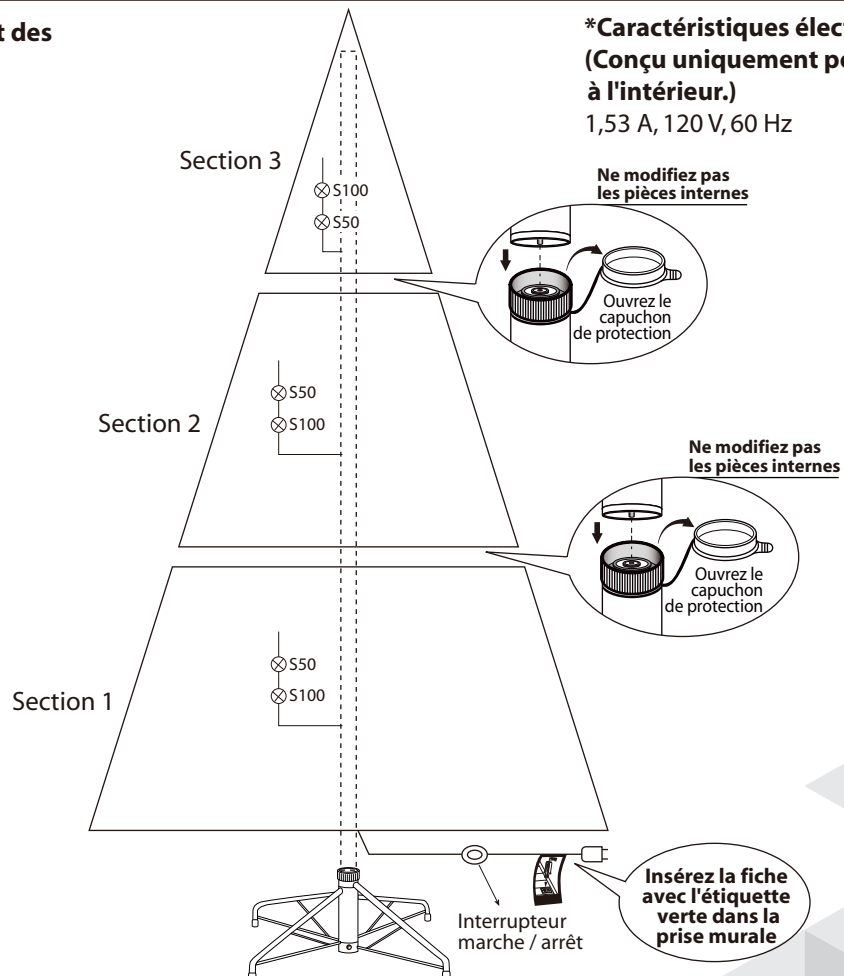 t des
*Caractéristiques élect
(Conçu uniquement po
à l'intérieur.)
1,53 A, 120 V, 60 Hz
Section 3
S100
S50
Ne modifiez pas
les pièces internes
Ouvrez le
capuchon
de protection
Section 2
S50
S100
Ne modifiez pas
les pièces internes
Ouvrez le
capuchon
de protection
Section 1
S50
S100
Interrupteur
marche / arrêt
Insérez la fiche
avec l'étiquette
verte dans la
prise murale